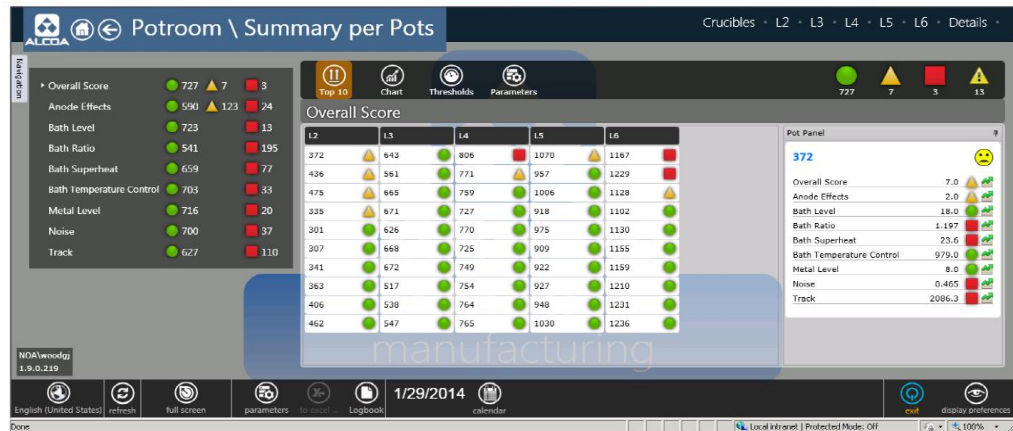 ALCOA
Potroom \ Summary per Pots
Crucibles • L2 • L3 • L4 • L5 • L6 • Details •
Navigation
Overall Score 727 7 3
Anode Effects 590 123 24
Bath Level 723 13
Bath Ratio 541 195
Bath Superheat 659 77
Bath Temperature Control 703 33
Metal Level 716 20
Noise 700 37
Track 627 110
Top 10 Chart Thresholds Parameters
727 7 3 13
Overall Score
L2 L3 L4 L5 L6
372 643 806 1070 1167
436 561 771 957 1229
475 665 759 1006 1128
335 671 727 918 1102
301 626 770 975 1130
307 668 725 909 1155
341 672 749 922 1159
363 517 754 927 1210
406 538 764 948 1231
462 547 765 1030 1236
Pot Panel
372
Overall Score 7.0
Anode Effects 2.0
Bath Level 18.0
Bath Ratio 1.197
Bath Superheat 23.6
Bath Temperature Control 979.0
Metal Level 8.0
Noise 0.465
Track 2086.3
manufacturing
NOA\woodgj
1.9.0.219
English (United States) refresh full screen parameters to excel ... Logbook 1/29/2014 calendar exit display preferences
Done Local intranet | Protected Mode: Off 100%